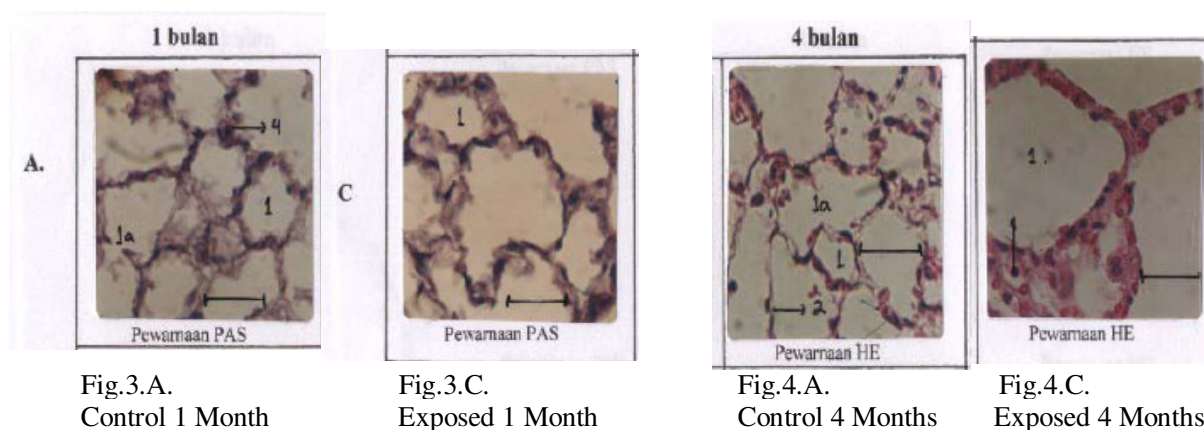 1 bulan
A.
4
1
1a
Pewarnaan PAS
Fig.3.A.
Control 1 Month
C
1
Pewarnaan PAS
Fig.3.C.
Exposed 1 Month
4 bulan
1a
1
2
Pewarnaan HE
Fig.4.A.
Control 4 Months
1.
Pewarnaan HE
Fig.4.C.
Exposed 4 Months